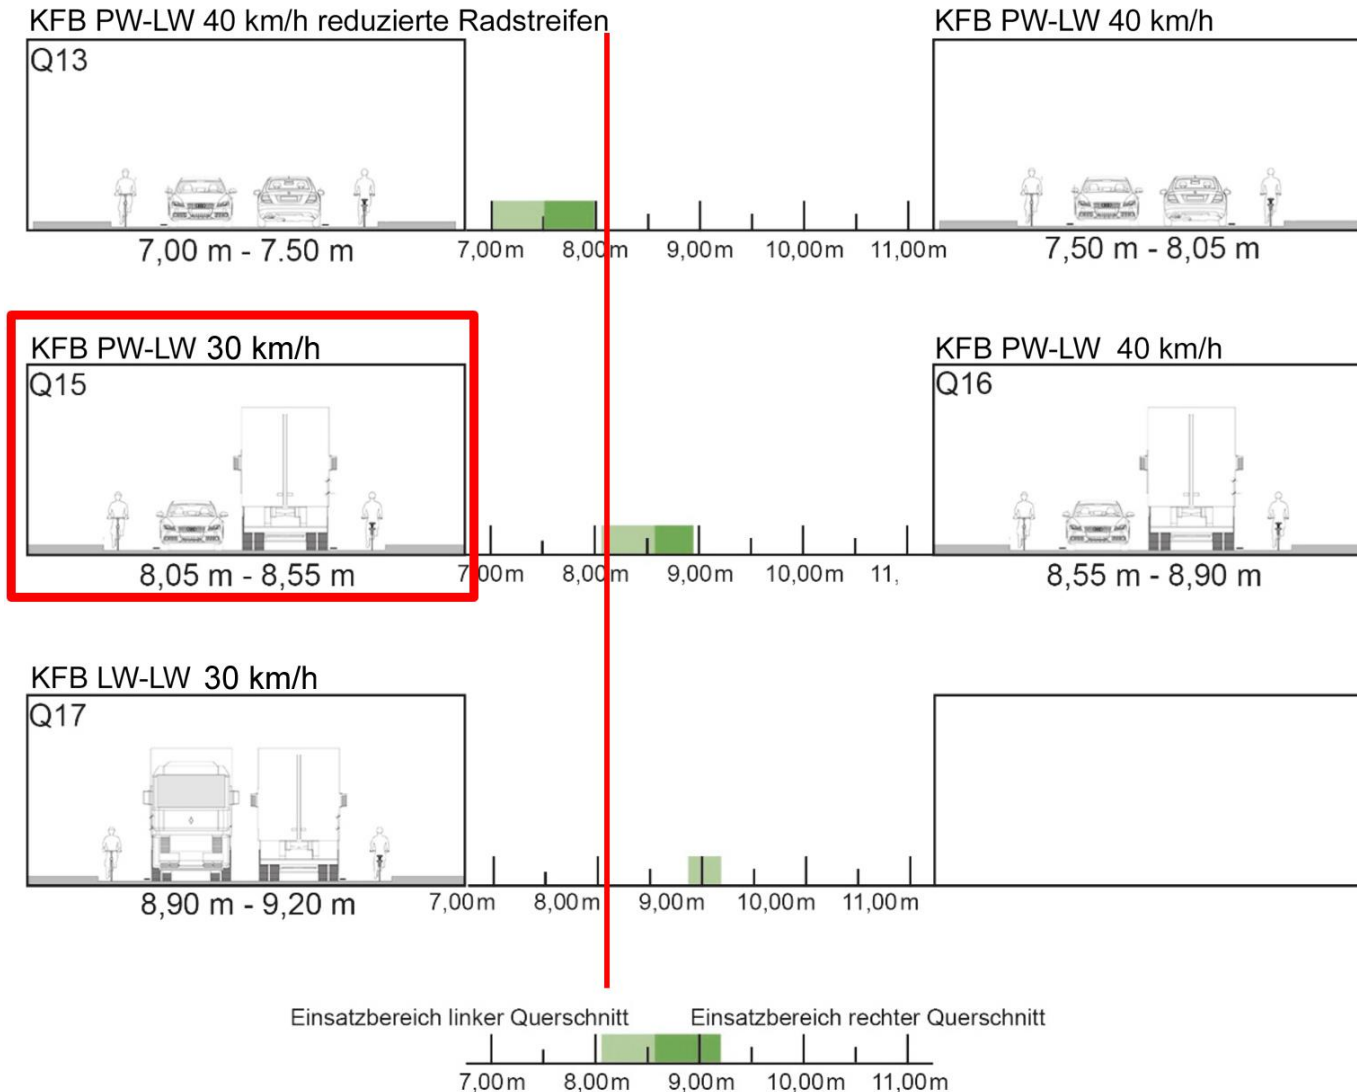 KFB PW-LW 40 km/h reduzierte Radstreifen
KFB PW-LW 40 km/h
Q13
7,00 m - 7.50 m
7,00m 8,00m 9,00m 10,00m 11,00m
7,50 m - 8,05 m
KFB PW-LW 30 km/h
KFB PW-LW 40 km/h
Q15
Q16
8,05 m - 8,55 m
7,00m 8,00m 9,00m 10,00m 11,
8,55 m - 8,90 m
KFB LW-LW 30 km/h
Q17
8,90 m - 9,20 m
7,00m 8,00m 9,00m 10,00m 11,00m
Einsatzbereich linker Querschnitt
Einsatzbereich rechter Querschnitt
7,00m 8,00m 9,00m 10,00m 11,00m